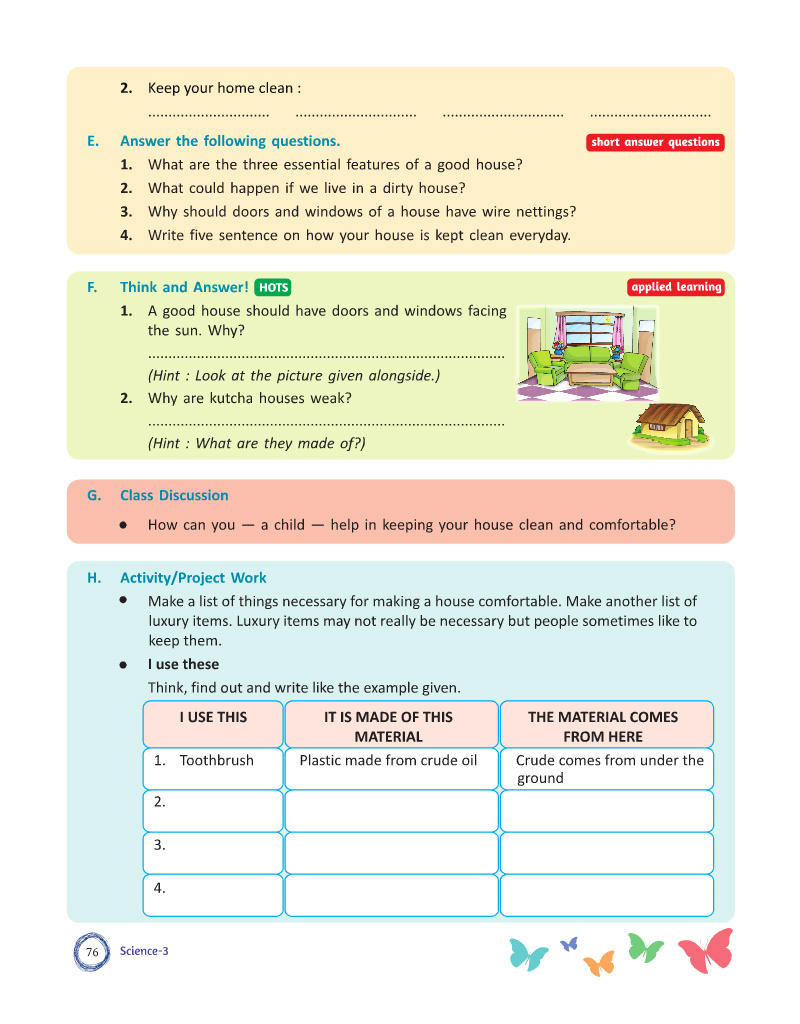 2. Keep your home clean :
.............................. .............................. .............................. ..............................
E. Answer the following questions. short answer questions
1. What are the three essential features of a good house?
2. What could happen if we live in a dirty house?
3. Why should doors and windows of a house have wire nettings?
4. Write five sentence on how your house is kept clean everyday.
F. Think and Answer! HOTS applied learning
1. A good house should have doors and windows facing
the sun. Why?
........................................................................................
(Hint : Look at the picture given alongside.)
2. Why are kutcha houses weak?
........................................................................................
(Hint : What are they made of?)
G. Class Discussion
● How can you — a child — help in keeping your house clean and comfortable?
H. Activity/Project Work
● Make a list of things necessary for making a house comfortable. Make another list of
luxury items. Luxury items may not really be necessary but people sometimes like to
keep them.
● I use these
Think, find out and write like the example given.
I USE THIS IT IS MADE OF THIS THE MATERIAL COMES
MATERIAL FROM HERE
1. Toothbrush Plastic made from crude oil Crude comes from under the
ground
2.
3.
4.
76 Science-3